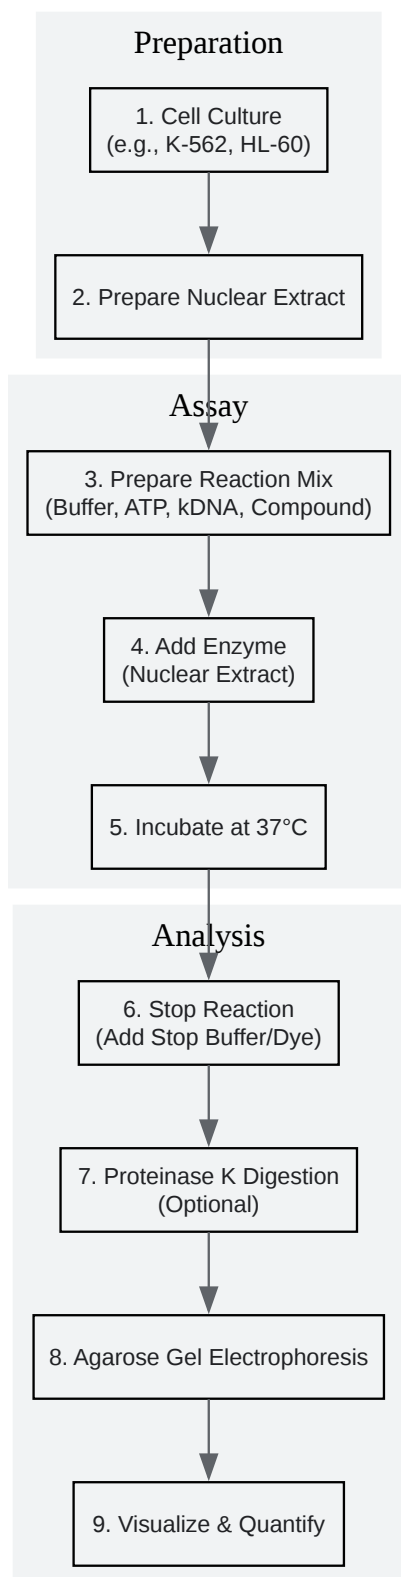 Preparation
1. Cell Culture
(e.g., K-562, HL-60)
2. Prepare Nuclear Extract
Assay
3. Prepare Reaction Mix
(Buffer, ATP, kDNA, Compound)
4. Add Enzyme
(Nuclear Extract)
5. Incubate at 37°C
Analysis
6. Stop Reaction
(Add Stop Buffer/Dye)
7. Proteinase K Digestion
(Optional)
8. Agarose Gel Electrophoresis
9. Visualize & Quantify